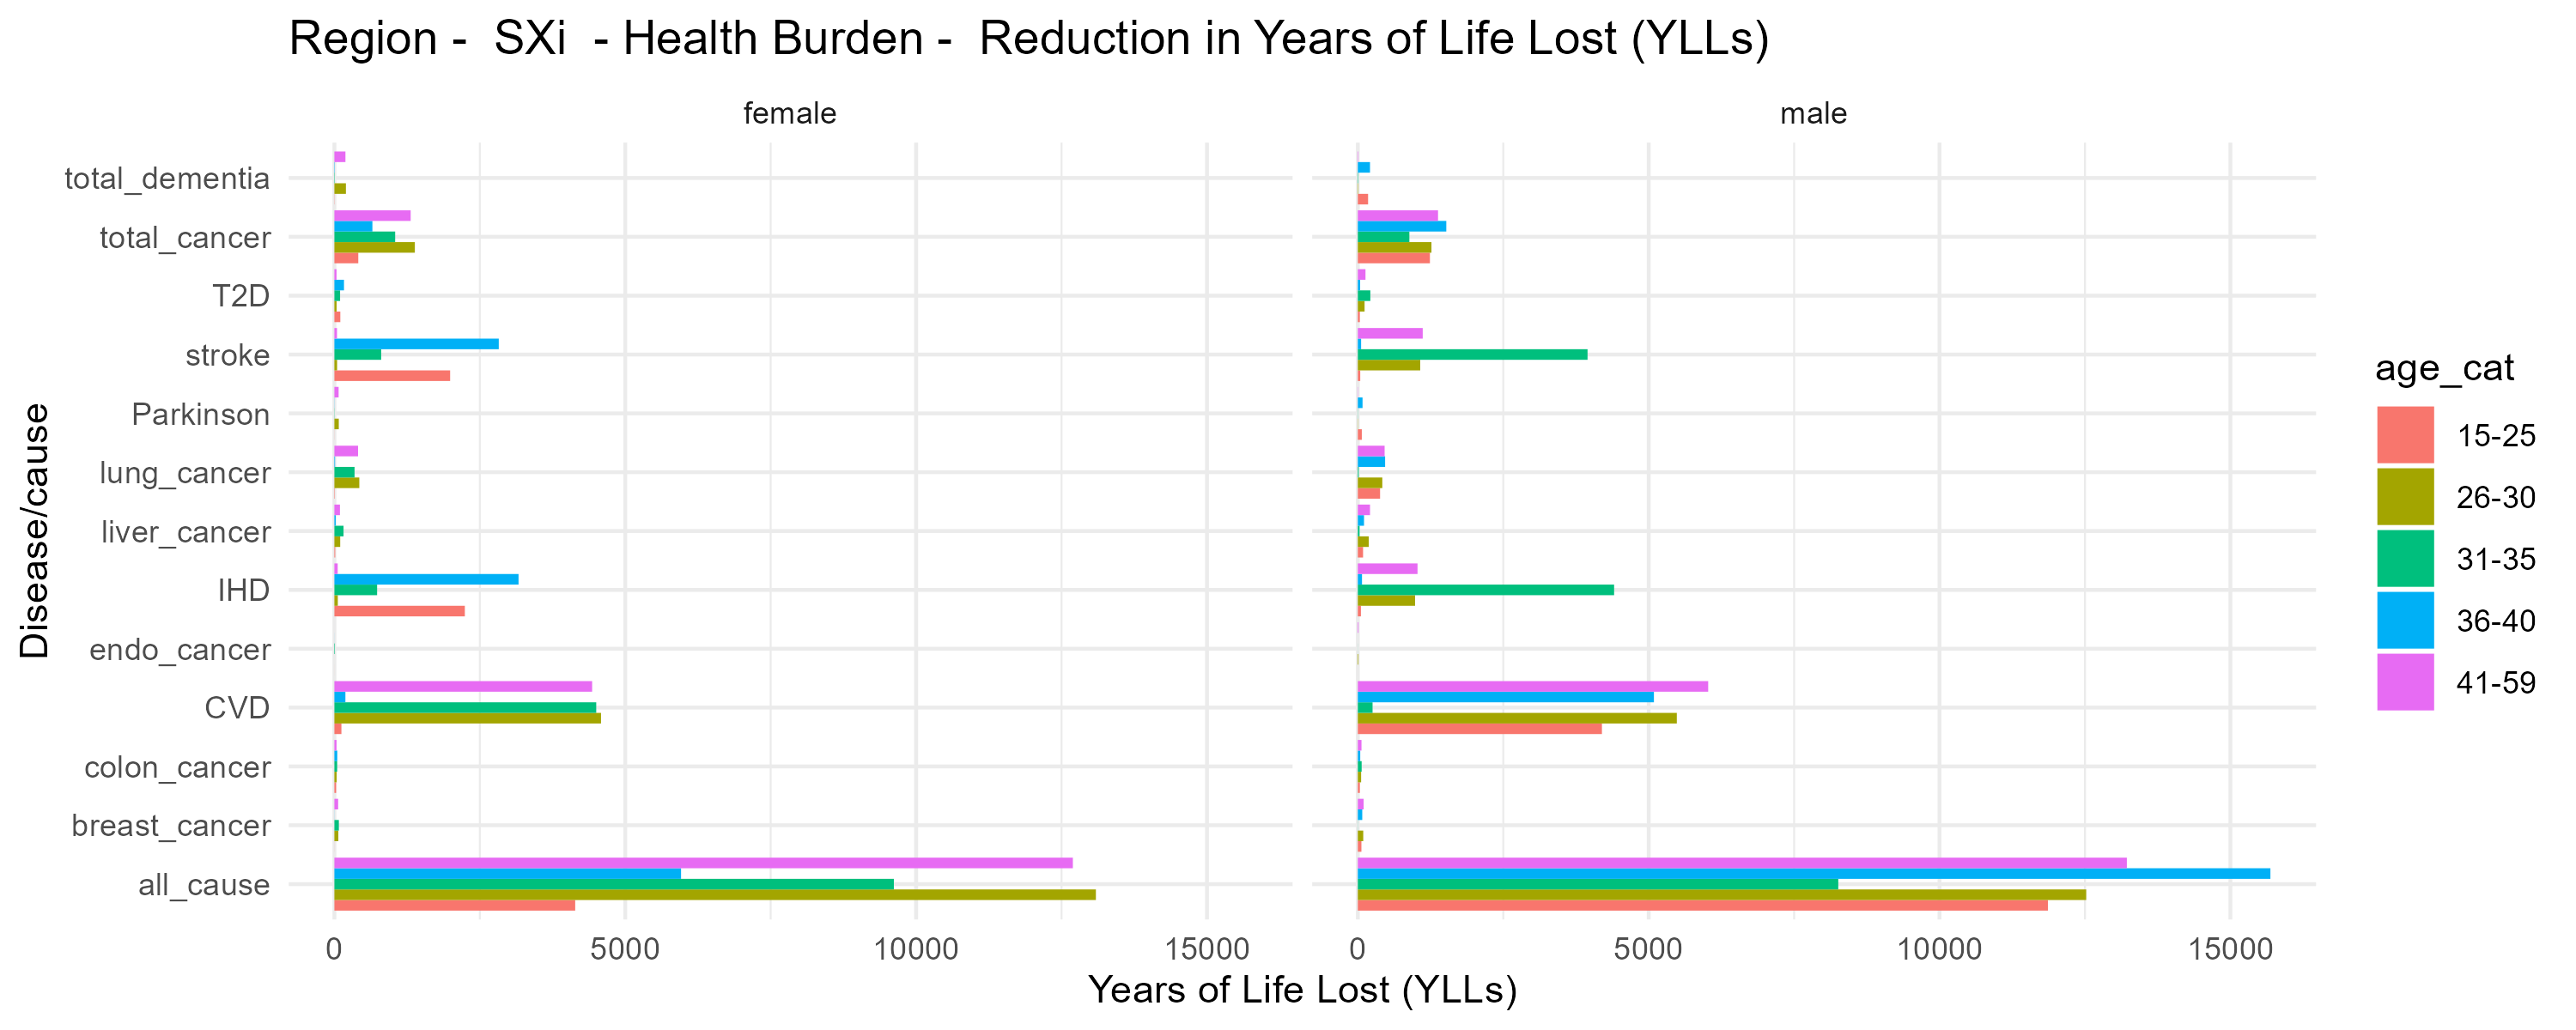 Region -  SXi  - Health Burden -  Reduction in Years of Life Lost (YLLs)
female
male
Disease/cause
total_dementia
total_cancer
T2D
stroke
Parkinson
lung_cancer
liver_cancer
IHD
endo_cancer
CVD
colon_cancer
breast_cancer
all_cause
0 5000 10000 15000
0 5000 10000 15000
Years of Life Lost (YLLs)
age_cat
15-25
26-30
31-35
36-40
41-59